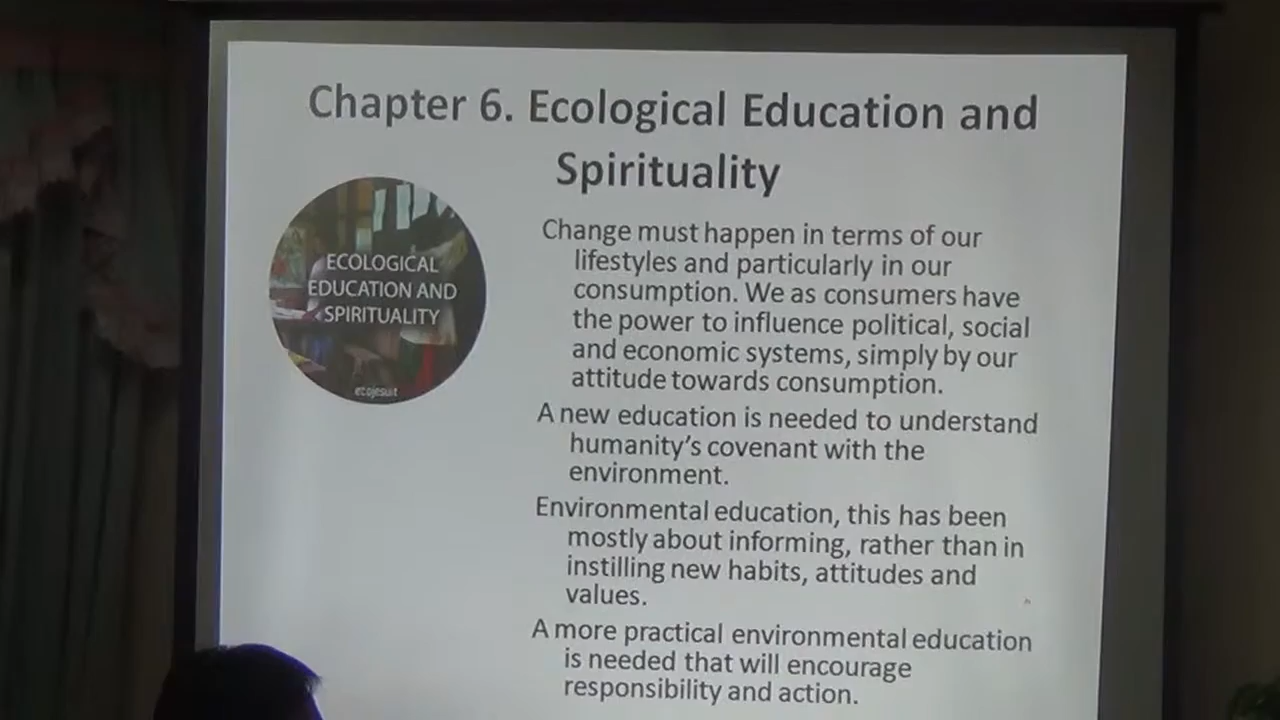 Chapter 6. Ecological Education and
Spirituality
ECOLOGICAL
EDUCATION AND
SPIRITUALITY
ecojesuit
Change must happen in terms of our
lifestyles and particularly in our
consumption. We as consumers have
the power to influence political, social
and economic systems, simply by our
attitude towards consumption.
A new education is needed to understand
humanity's covenant with the
environment.
Environmental education, this has been
mostly about informing, rather than in
instilling new habits, attitudes and
values.
A more practical environmental education
is needed that will encourage
responsibility and action.